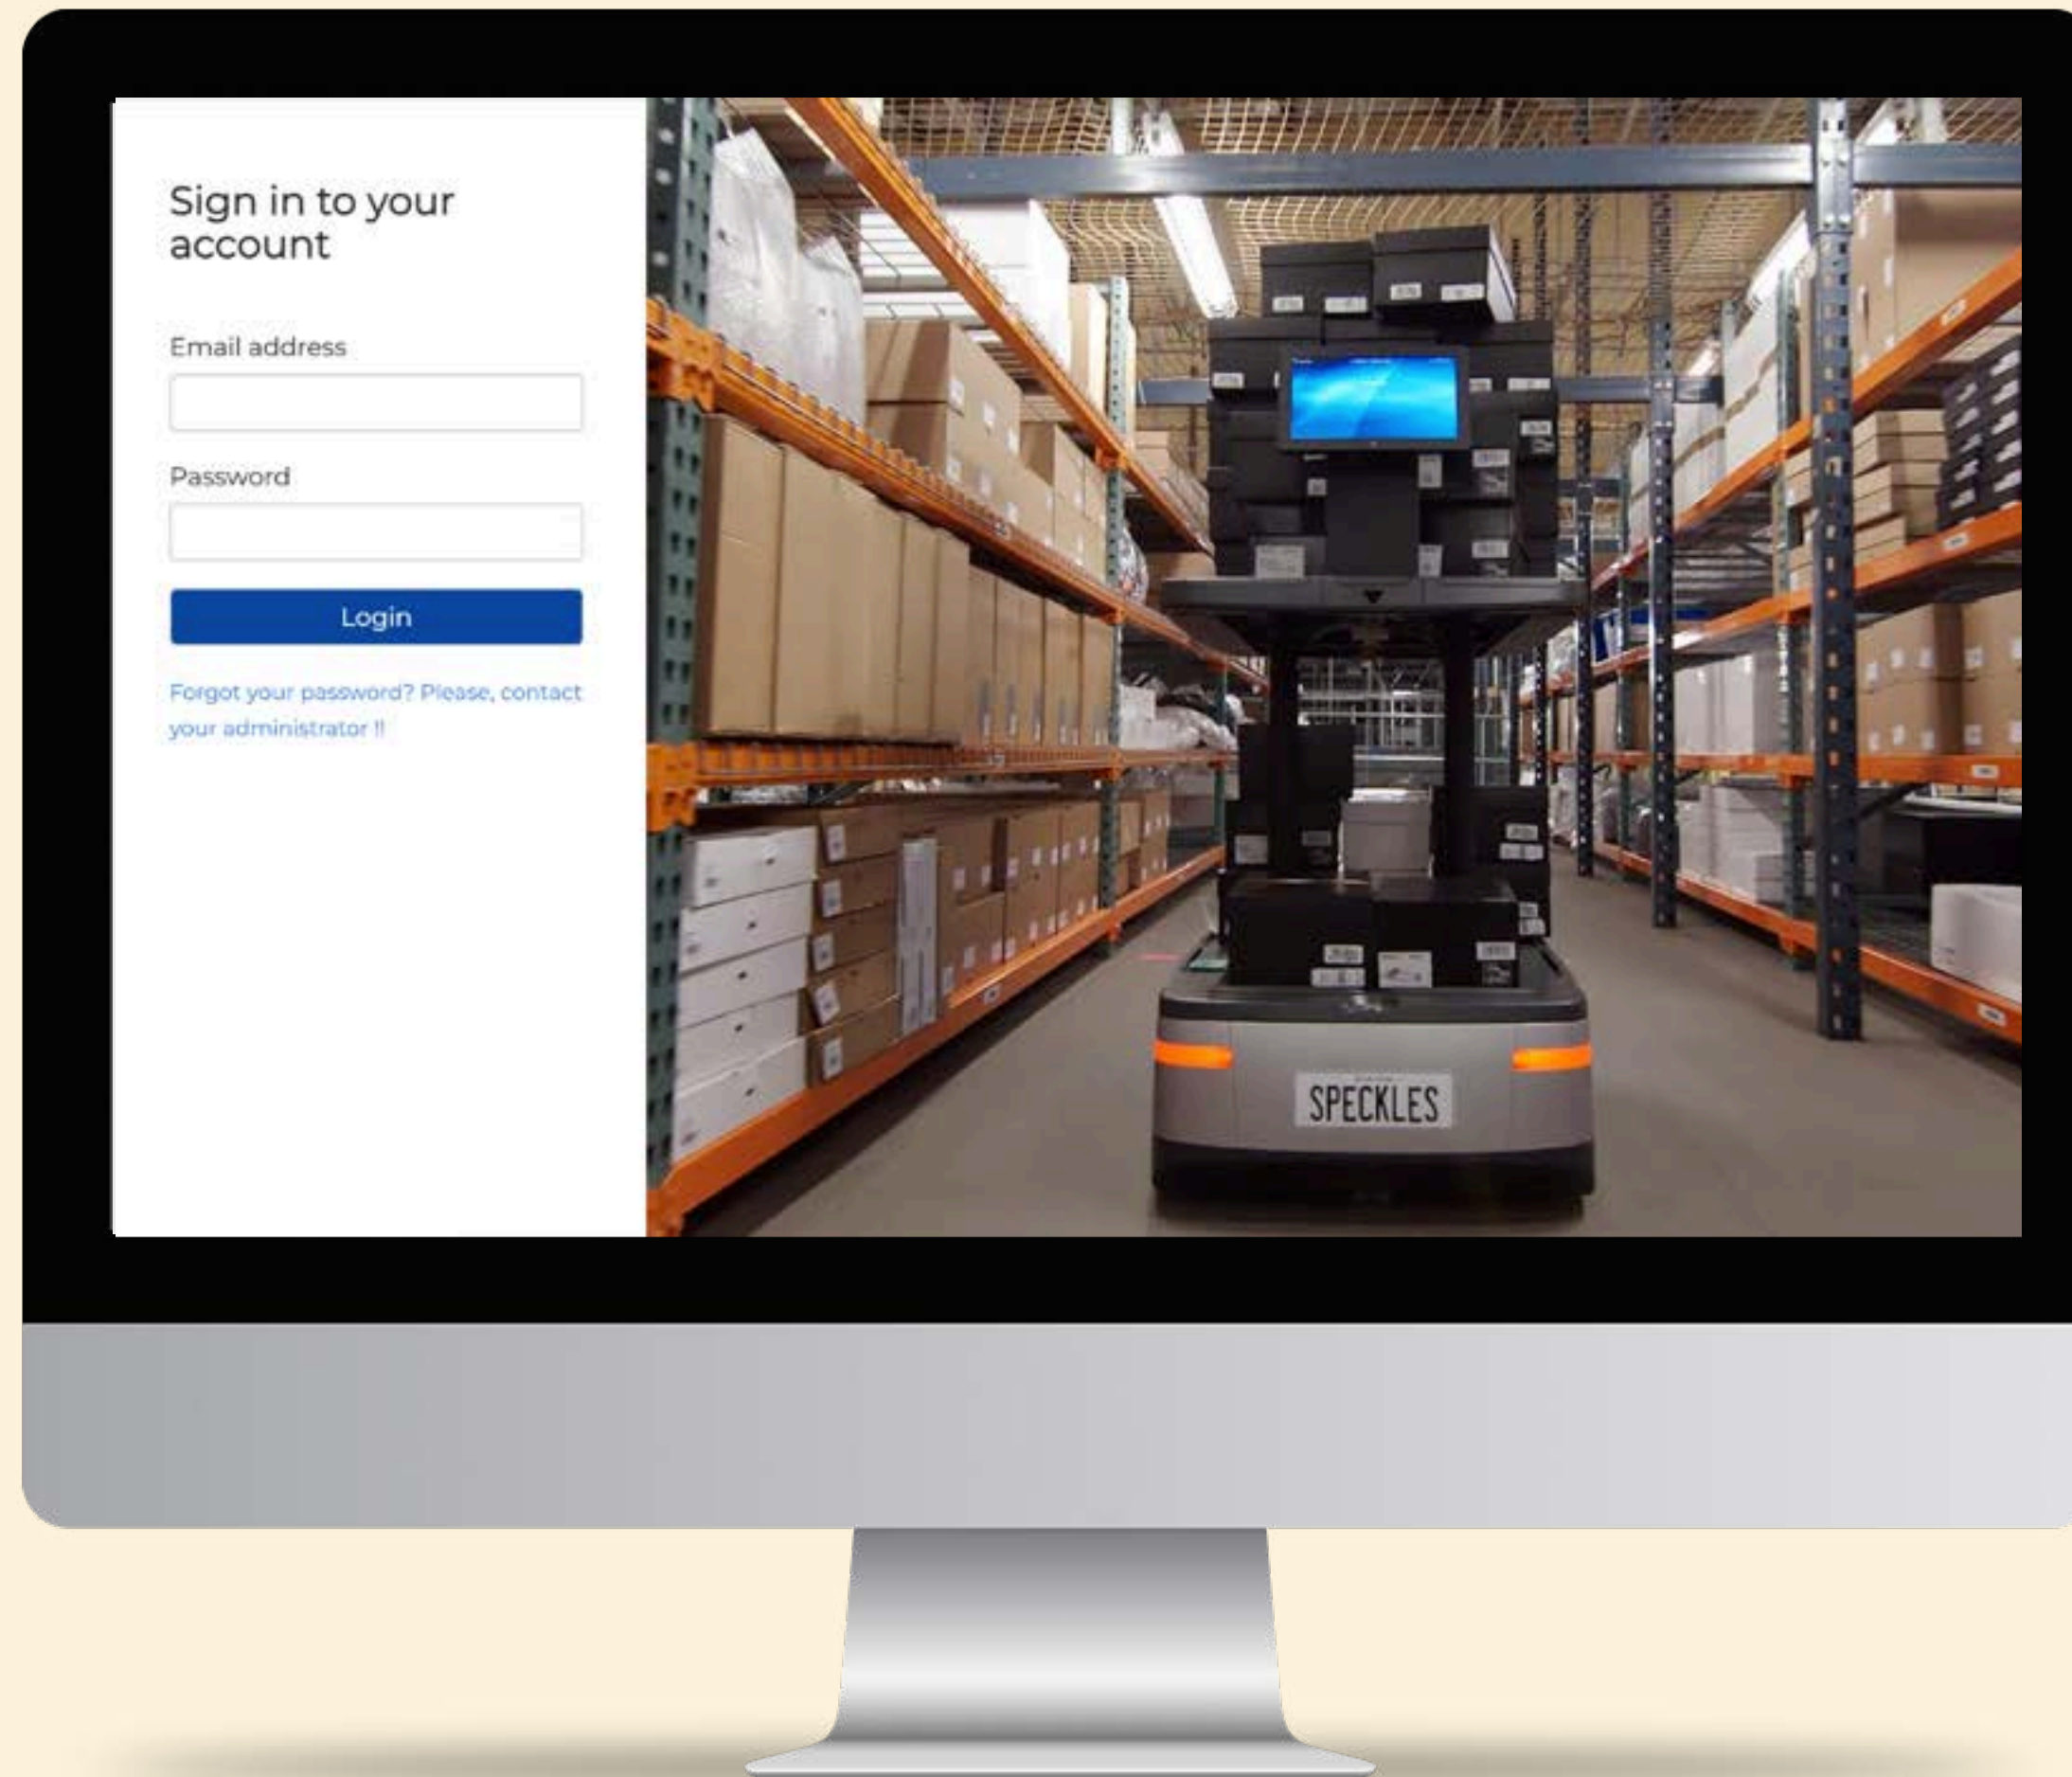 Sign in to your
account
Email address
Password
Login
Forgot your password? Please, contact
your administrator !!
SPECKLES